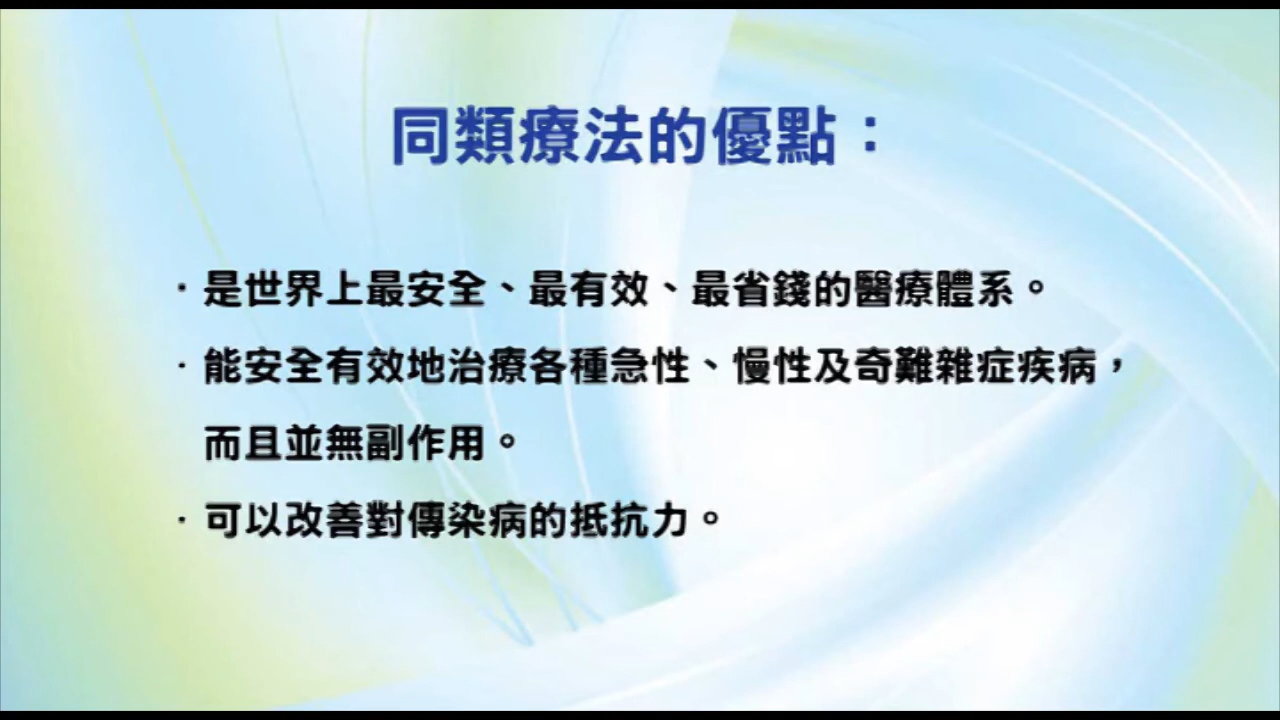 同類療法的優點：
·是世界上最安全、最有效、最省錢的醫療體系。
·能安全有效地治療各種急性、慢性及奇難雜症疾病，
而且並無副作用。
·可以改善對傳染病的抵抗力。